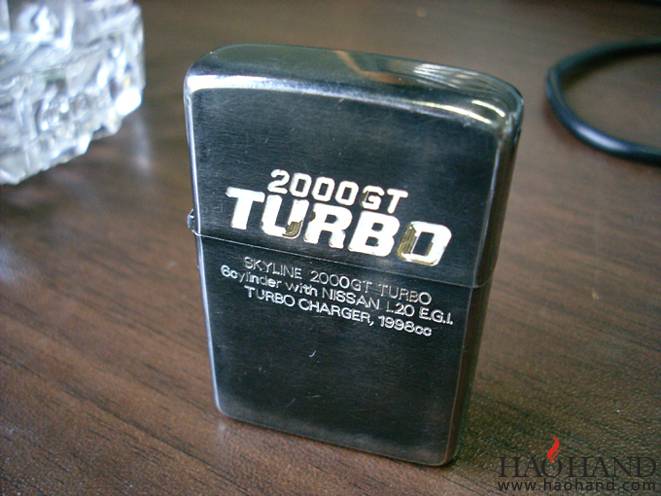 2000GT
TURBO
SKYLINE 2000GT TURBO
6cylinder with NISSAN L20 E.G.I.
TURBO CHARGER, 1998cc
HAOHAND
www.haohand.com